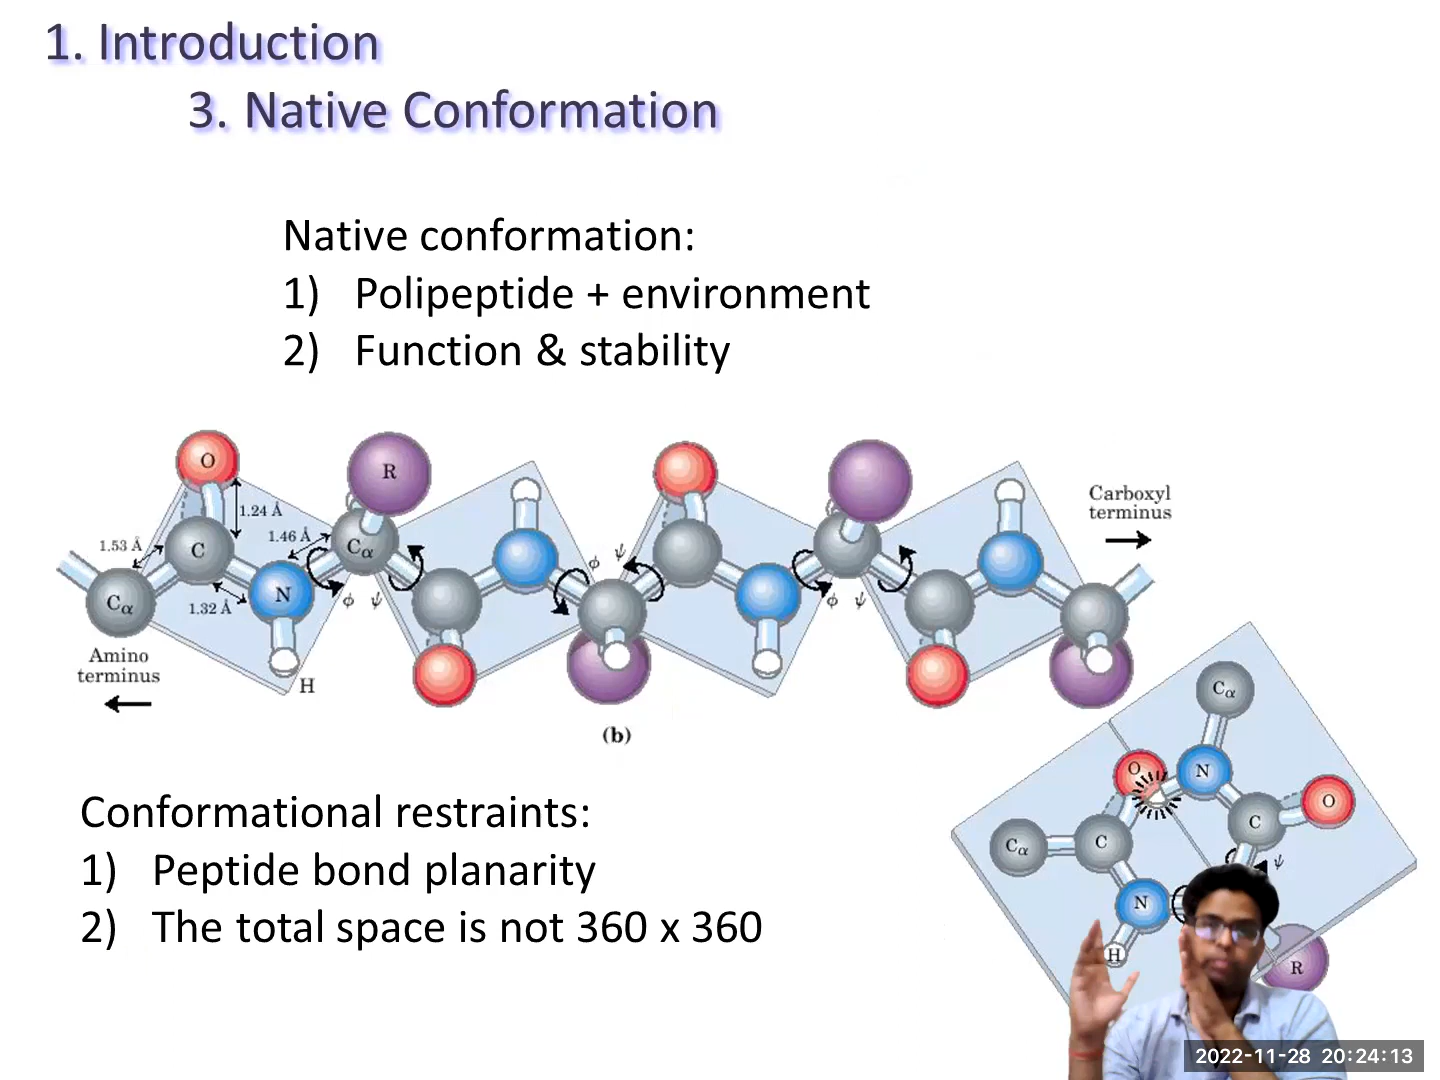 1. Introduction
3. Native Conformation
Native conformation:
1) Polipeptide + environment
2) Function & stability
O
R
1.24 Å
1.46 Å
1.53 Å
C
Cα
N
1.32 Å
Cα
ϕ ψ
H
Amino
terminus
ϕ ψ
ϕ ψ
Carboxyl
terminus
(b)
Conformational restraints:
1) Peptide bond planarity
2) The total space is not 360 x 360
Cα
O
N
O
Cα
C
C
ψ
N
H
R
2022-11-28 20:24:13